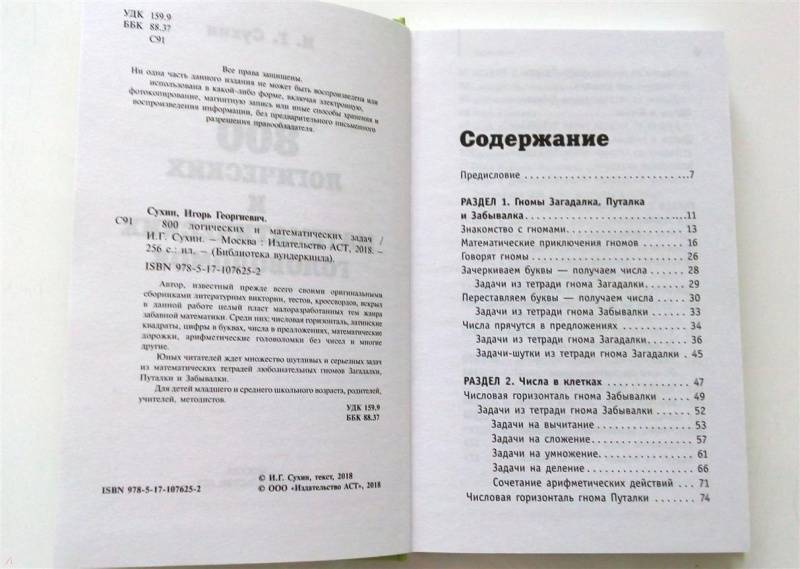 УДК 159.9
ББК 88.37
С91
Все права защищены.
Ни одна часть данного издания не может быть воспроизведена или
использована в какой-либо форме, включая электронную,
фотокопирование, магнитную запись или иные способы хранения и
воспроизведения информации, без предварительного письменного
разрешения правообладателя.
Сухин, Игорь Георгиевич.
С91 800 логических и математических задач /
И.Г. Сухин. – Москва : Издательство АСТ, 2018. –
256 с.: ил. – (Библиотека вундеркинда).
ISBN 978-5-17-107625-2
Автор, известный прежде всего своими оригинальными
сборниками литературных викторин, тестов, кроссвордов, вскрыл
в данной работе целый пласт малоразработанных тем жанра
забавной математики. Среди них: числовая горизонталь, латинские
квадраты, цифры в буквах, числа в предложениях, математические
дорожки, арифметические головоломки без чисел и многие
другие.
Юных читателей ждет множество шутливых и серьезных задач
из математических тетрадей любознательных гномов Загадалки,
Путалки и Забывалки.
Для детей младшего и среднего школьного возраста, родителей,
учителей, методистов.
УДК 159.9
ББК 88.37
© И.Г. Сухин, текст, 2018
ISBN 978-5-17-107625-2 © ООО «Издательство АСТ», 2018
Содержание
Предисловие ...7
РАЗДЕЛ 1. Гномы Загадалка, Путалка
и Забывалка...11
Знакомство с гномами...13
Математические приключения гномов ...16
Говорят гномы ...26
Зачеркиваем буквы — получаем числа ...28
Задачи из тетради гнома Загадалки...29
Переставляем буквы — получаем числа ...30
Задачи из тетради гнома Забывалки ...33
Числа прячутся в предложениях ...34
Задачи из тетради гнома Загадалки...36
Задачи-шутки из тетради гнома Загадалки ...45
РАЗДЕЛ 2. Числа в клетках ...47
Числовая горизонталь гнома Забывалки ...49
Задачи из тетради гнома Забывалки ...52
Задачи на вычитание ...53
Задачи на сложение...57
Задачи на умножение...61
Задачи на деление ...66
Сочетание арифметических действий ...71
Числовая горизонталь гнома Путалки ...74